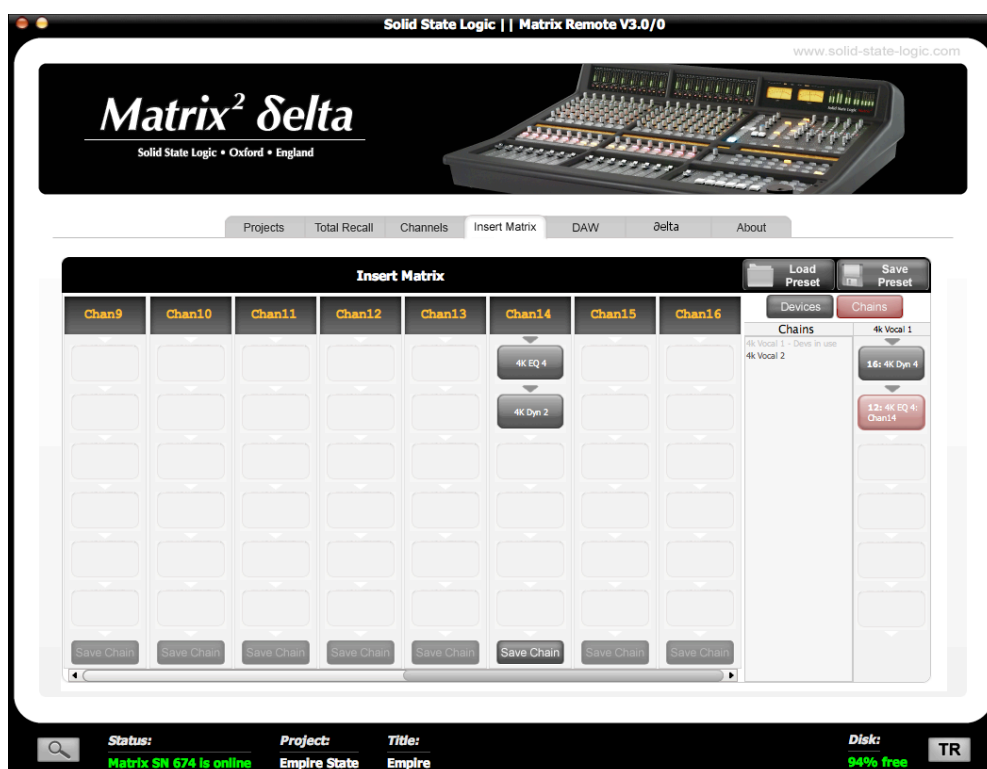 Solid State Logic || Matrix Remote V3.0/0
www.solid-state-logic.com
Matrix² δelta
Solid State Logic • Oxford • England
Projects Total Recall Channels Insert Matrix DAW ∂elta About
Insert Matrix
Load Preset
Save Preset
Chan9 Chan10 Chan11 Chan12 Chan13 Chan14 Chan15 Chan16
Devices Chains
Chains 4k Vocal 1
4k Vocal 1 - Devs in use
4k Vocal 2
4K EQ 4
16: 4K Dyn 4
4K Dyn 2
12: 4K EQ 4:
Chan14
Save Chain Save Chain Save Chain Save Chain Save Chain Save Chain Save Chain Save Chain
Status: Project: Title: Disk:
Matrix SN 674 is online Empire State Empire 94% free
TR